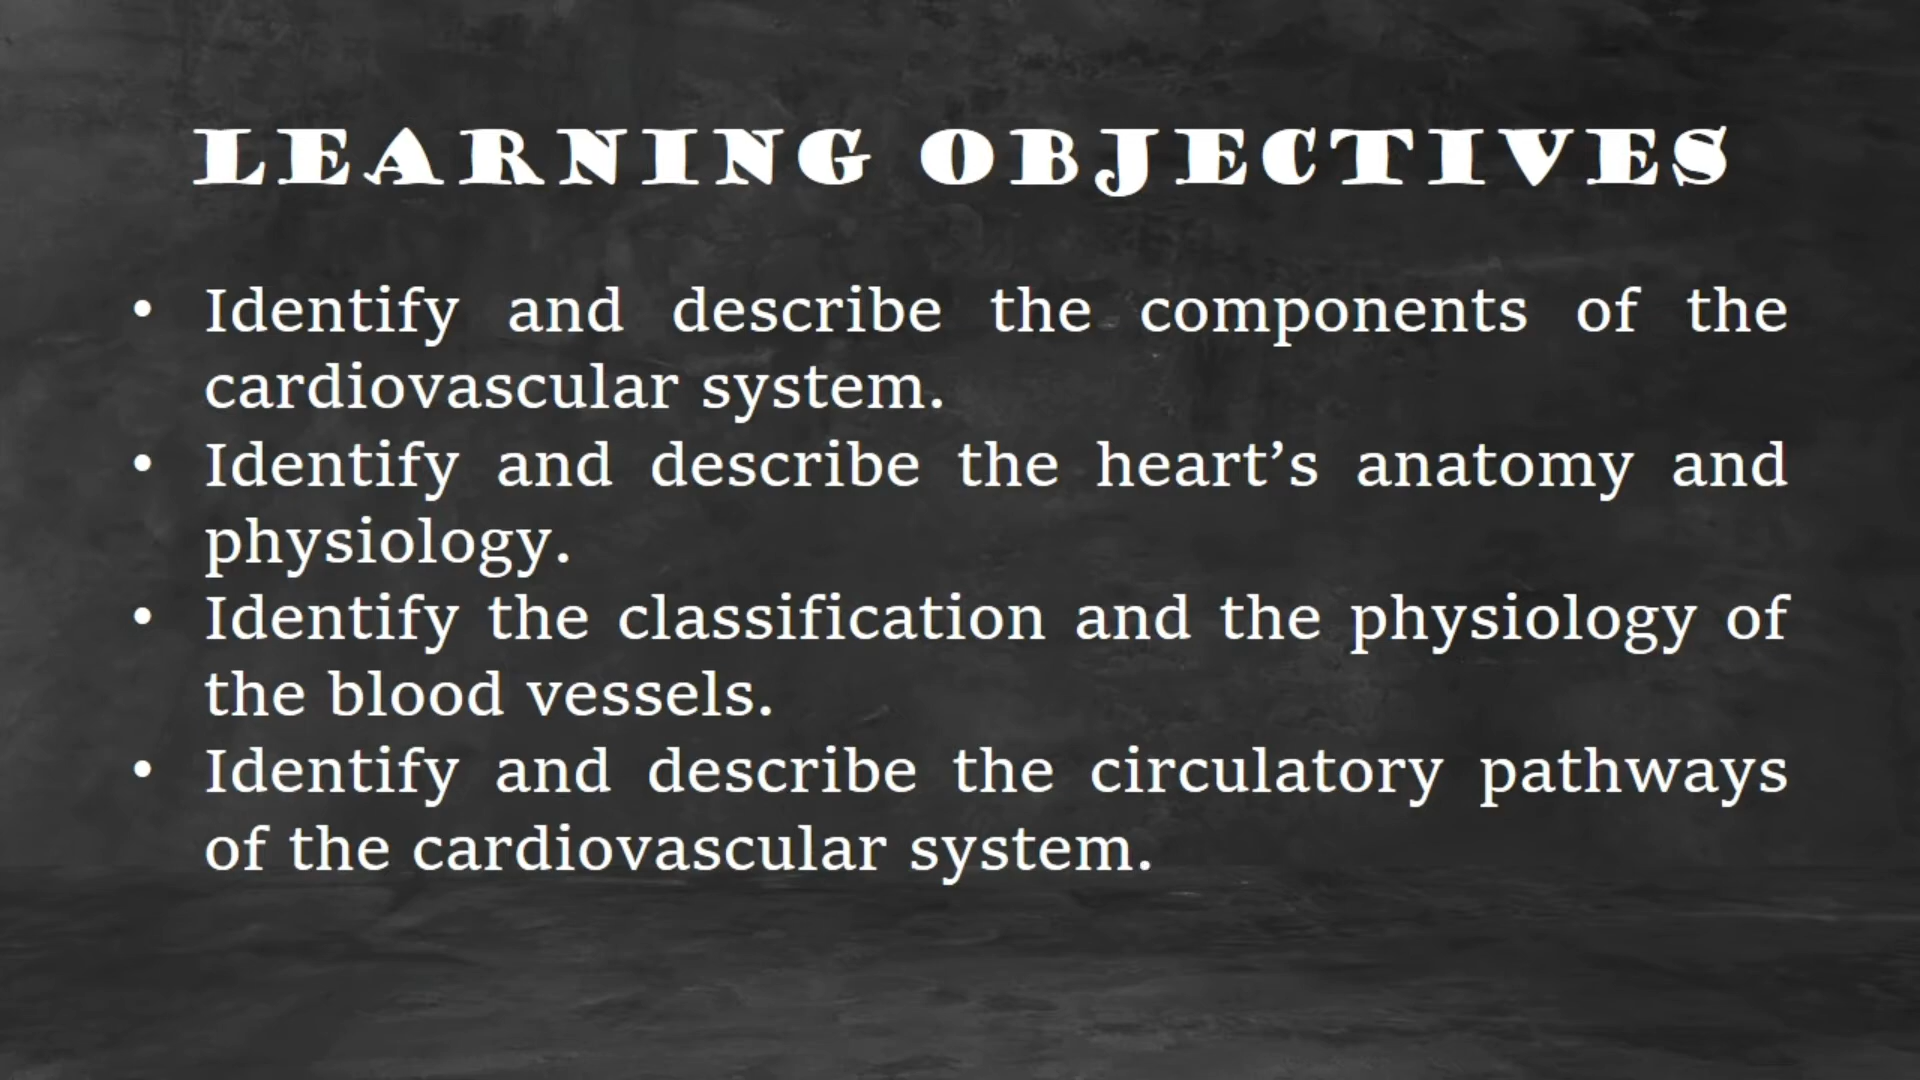 LEARNING OBJECTIVES
• Identify and describe the components of the
cardiovascular system.
• Identify and describe the heart’s anatomy and
physiology.
• Identify the classification and the physiology of
the blood vessels.
• Identify and describe the circulatory pathways
of the cardiovascular system.